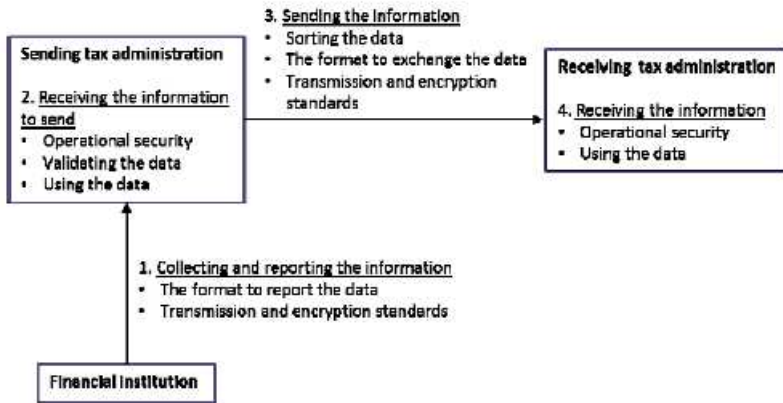 3. Sending the information
• Sorting the data
• The format to exchange the data
• Transmission and encryption
standards
Sending tax administration
2. Receiving the information
to send
• Operational security
• Validating the data
• Using the data
Receiving tax administration
4. Receiving the information
• Operational security
• Using the data
1. Collecting and reporting the information
• The format to report the data
• Transmission and encryption standards
Financial institution